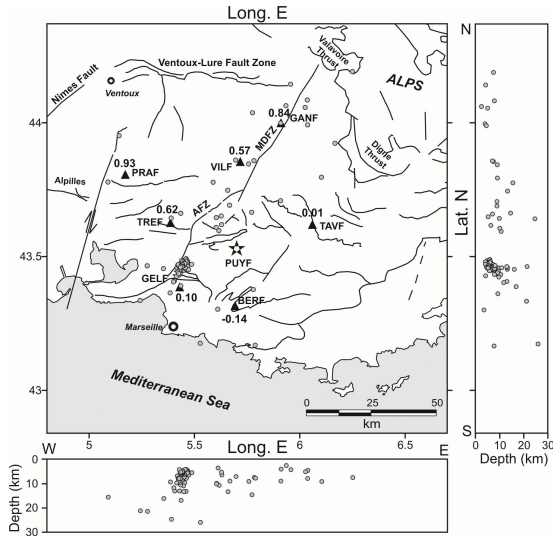 Long. E
Valavoire
Thrust
Ventoux-Lure Fault Zone
Nimes Fault
Ventoux
ALPS
N
44
0.84
GANF
MDFZ
Digne
Thrust
0.57
VILF
0.93
PRAF
Alpilles
0.62
TREF
AFZ
0.01
TAVF
Lat. N
43.5
PUYF
GELF
0.10
BERF
-0.14
Marseille
Mediterranean Sea
43
0 25 50
km
S
5 5.5 6 6.5
0 10 20 30
Depth (km)
W Long. E E
Depth (km)
0
10
20
30